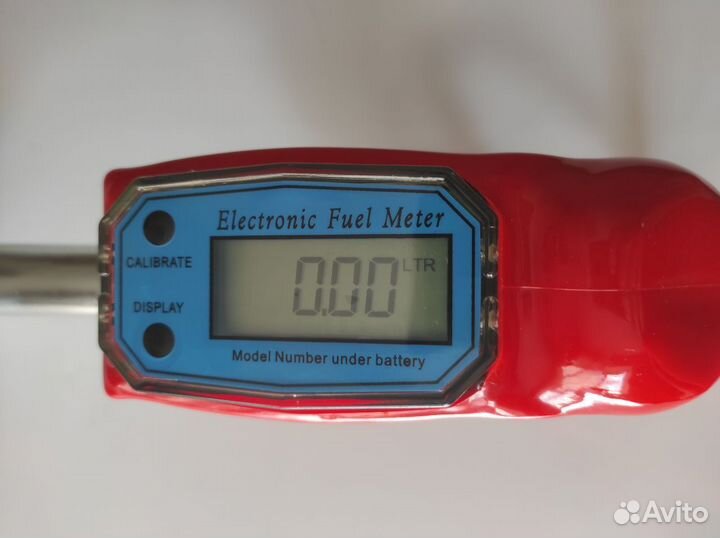 Electronic Fuel Meter
CALIBRATE
0.00 LTR
DISPLAY
Model Number under battery
Avito